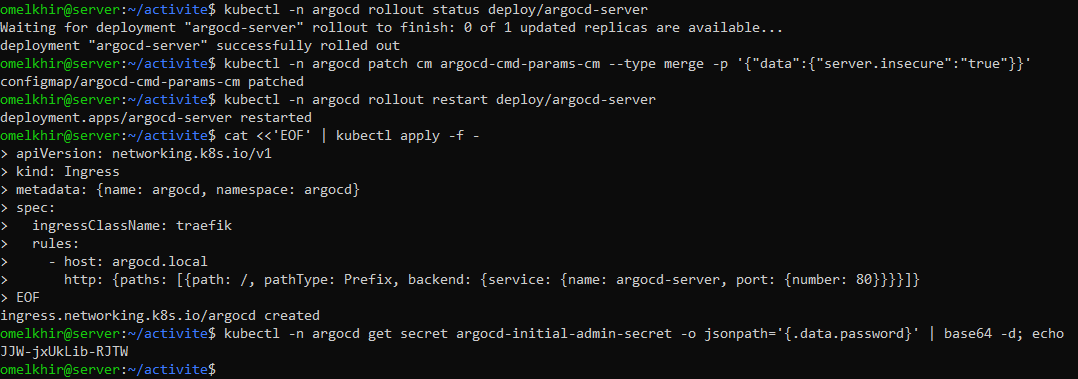 omelkhir@server:~/activite$ kubectl -n argocd rollout status deploy/argocd-server
Waiting for deployment "argocd-server" rollout to finish: 0 of 1 updated replicas are available...
deployment "argocd-server" successfully rolled out
omelkhir@server:~/activite$ kubectl -n argocd patch cm argocd-cmd-params-cm --type merge -p '{"data":{"server.insecure":"true"}}'
configmap/argocd-cmd-params-cm patched
omelkhir@server:~/activite$ kubectl -n argocd rollout restart deploy/argocd-server
deployment.apps/argocd-server restarted
omelkhir@server:~/activite$ cat <<'EOF' | kubectl apply -f -
> apiVersion: networking.k8s.io/v1
> kind: Ingress
> metadata: {name: argocd, namespace: argocd}
> spec:
>   ingressClassName: traefik
>   rules:
>     - host: argocd.local
>       http: {paths: [{path: /, pathType: Prefix, backend: {service: {name: argocd-server, port: {number: 80}}}}]}
> EOF
ingress.networking.k8s.io/argocd created
omelkhir@server:~/activite$ kubectl -n argocd get secret argocd-initial-admin-secret -o jsonpath='{.data.password}' | base64 -d; echo
JJW-jxUkLib-RJTW
omelkhir@server:~/activite$